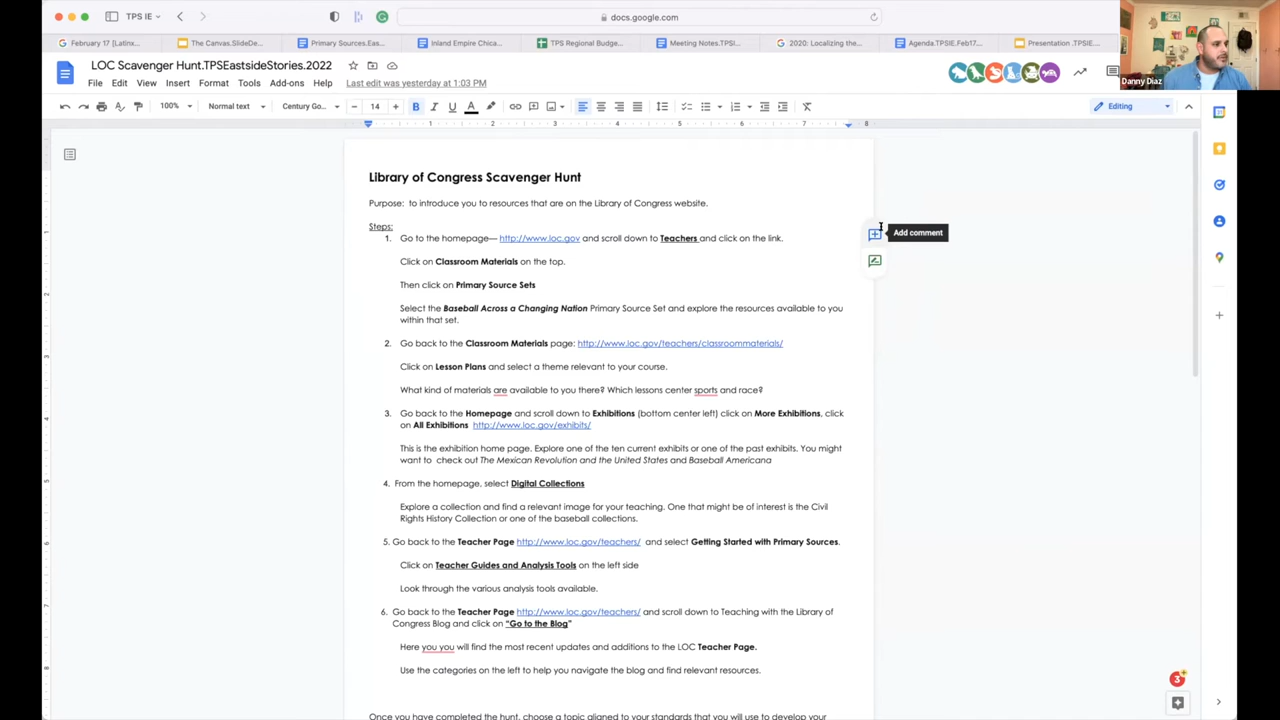 TPS IE
docs.google.com
February 17 [Latinx...
The Canvas.SlideDe...
Primary Sources.Eas...
Inland Empire Chica...
TPS Regional Budge...
Meeting Notes.TPSI...
2020: Localizing the...
Agenda.TPSIE.Feb17...
Presentation .TPSIE...
LOC Scavenger Hunt.TPSEastsideStories.2022
File Edit View Insert Format Tools Add-ons Help Last edit was yesterday at 1:03 PM
Danny Diaz
100% Normal text Century Go... 14 B I U A Editing
1 2 3 4 5 6 7 8
Library of Congress Scavenger Hunt
Purpose: to introduce you to resources that are on the Library of Congress website.
Steps:
1. Go to the homepage— http://www.loc.gov and scroll down to Teachers and click on the link.
Add comment
Click on Classroom Materials on the top.
Then click on Primary Source Sets
Select the Baseball Across a Changing Nation Primary Source Set and explore the resources available to you
within that set.
2. Go back to the Classroom Materials page: http://www.loc.gov/teachers/classroommaterials/
Click on Lesson Plans and select a theme relevant to your course.
What kind of materials are available to you there? Which lessons center sports and race?
3. Go back to the Homepage and scroll down to Exhibitions (bottom center left) click on More Exhibitions, click
on All Exhibitions http://www.loc.gov/exhibits/
This is the exhibition home page. Explore one of the ten current exhibits or one of the past exhibits. You might
want to check out The Mexican Revolution and the United States and Baseball Americana
4. From the homepage, select Digital Collections
Explore a collection and find a relevant image for your teaching. One that might be of interest is the Civil
Rights History Collection or one of the baseball collections.
5. Go back to the Teacher Page http://www.loc.gov/teachers/ and select Getting Started with Primary Sources.
Click on Teacher Guides and Analysis Tools on the left side
Look through the various analysis tools available.
6. Go back to the Teacher Page http://www.loc.gov/teachers/ and scroll down to Teaching with the Library of
Congress Blog and click on "Go to the Blog"
Here you you will find the most recent updates and additions to the LOC Teacher Page.
Use the categories on the left to help you navigate the blog and find relevant resources.
3
Once you have completed the hunt, choose a topic aligned to your standards that you will use to develop your